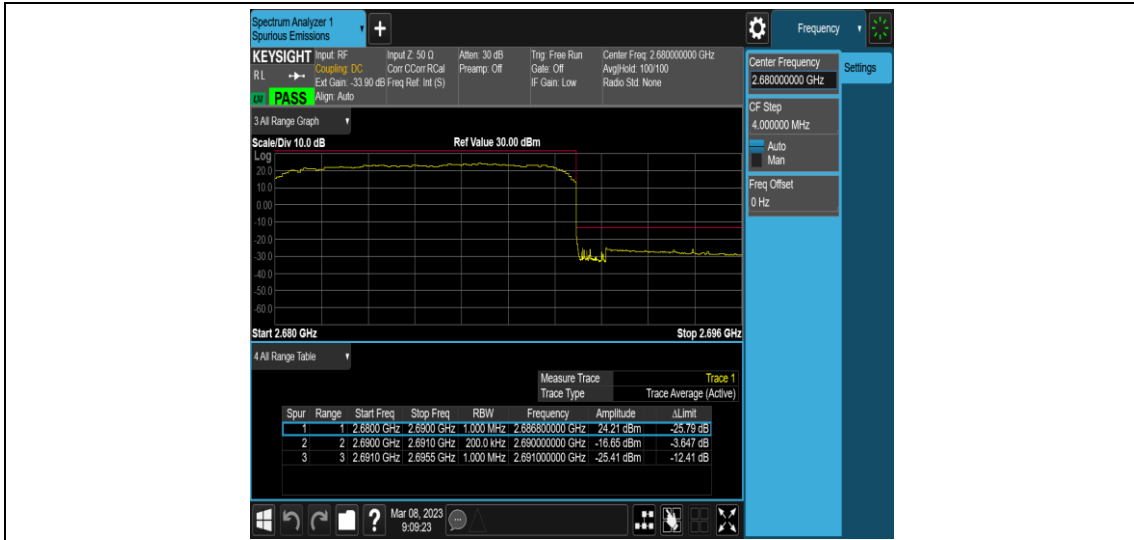 Spectrum Analyzer 1
Spurious Emissions
+
Frequency
KEYSIGHT Input: RF Input Z: 50 Ω Atten: 30 dB Trig: Free Run Center Freq: 2.680000000 GHz
RL Coupling: DC Corr CCorr RCal Preamp: Off Gate: Off Avg|Hold: 100/100
Ext Gain: -33.90 dB Freq Ref: Int (S) IF Gain: Low Radio Std: None
LXI PASS Align: Auto
Center Frequency
2.680000000 GHz
Settings
CF Step
4.000000 MHz
Auto
Man
Freq Offset
0 Hz
3 All Range Graph
Scale/Div 10.0 dB Ref Value 30.00 dBm
Log
20.0
10.0
0.00
-10.0
-20.0
-30.0
-40.0
-50.0
-60.0
Start 2.680 GHz Stop 2.696 GHz
4 All Range Table
Measure Trace Trace 1
Trace Type Trace Average (Active)
Spur Range Start Freq Stop Freq RBW Frequency Amplitude ΔLimit
1 1 2.6800 GHz 2.6900 GHz 1.000 MHz 2.686800000 GHz 24.21 dBm -25.79 dB
2 2 2.6900 GHz 2.6910 GHz 200.0 kHz 2.690000000 GHz -16.65 dBm -3.647 dB
3 3 2.6910 GHz 2.6955 GHz 1.000 MHz 2.691000000 GHz -25.41 dBm -12.41 dB
?
Mar 08, 2023
9:09:23